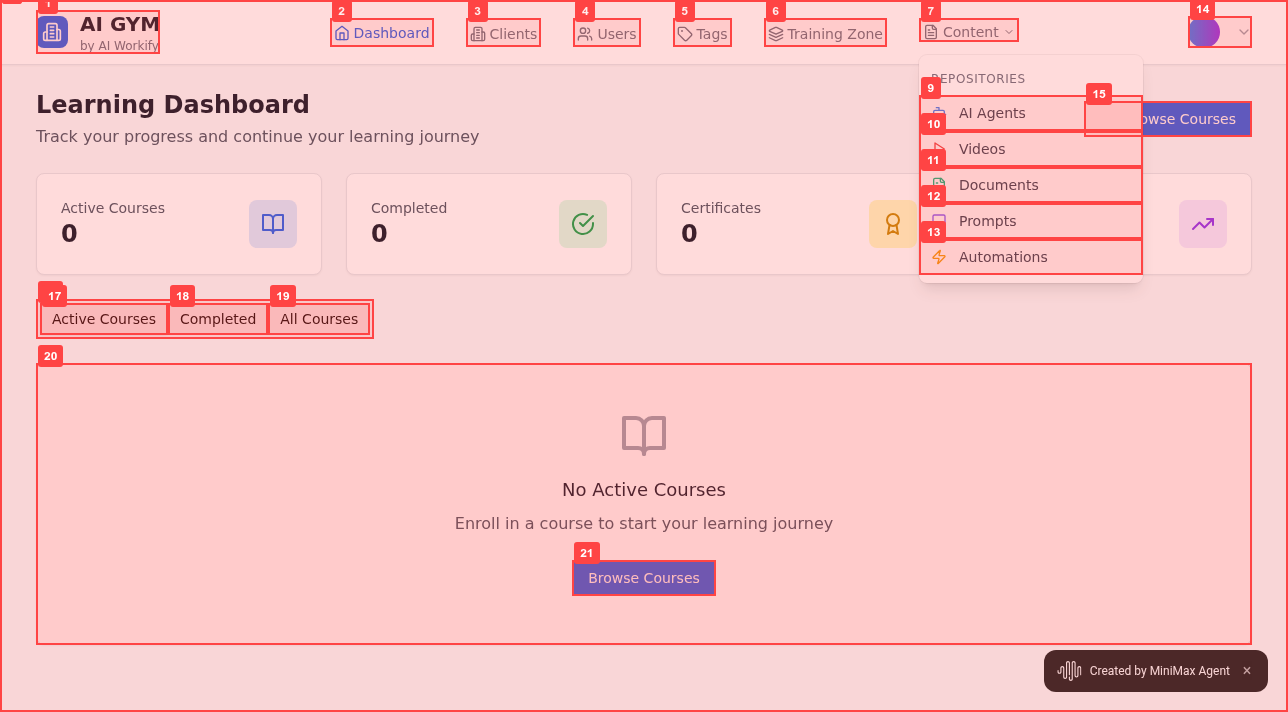 1
AI GYM
by AI Workify
2
Dashboard
3
Clients
4
Users
5
Tags
6
Training Zone
7
Content
14
REPOSITORIES
9
AI Agents
10
Videos
11
Documents
12
Prompts
13
Automations
15
wse Courses
Learning Dashboard
Track your progress and continue your learning journey
Active Courses
0
Completed
0
Certificates
0
17
Active Courses
18
Completed
19
All Courses
20
No Active Courses
Enroll in a course to start your learning journey
21
Browse Courses
Created by MiniMax Agent ×